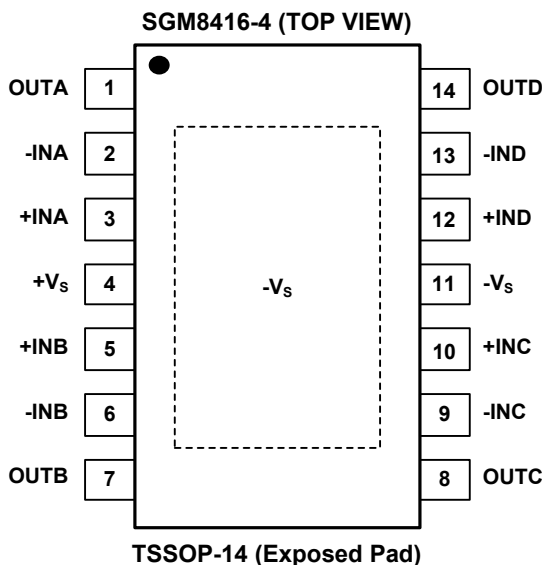 SGM8416-4 (TOP VIEW)
OUTA 1 14 OUTD
-INA 2 13 -IND
+INA 3 12 +IND
+VS 4 -VS 11 -VS
+INB 5 10 +INC
-INB 6 9 -INC
OUTB 7 8 OUTC
TSSOP-14 (Exposed Pad)